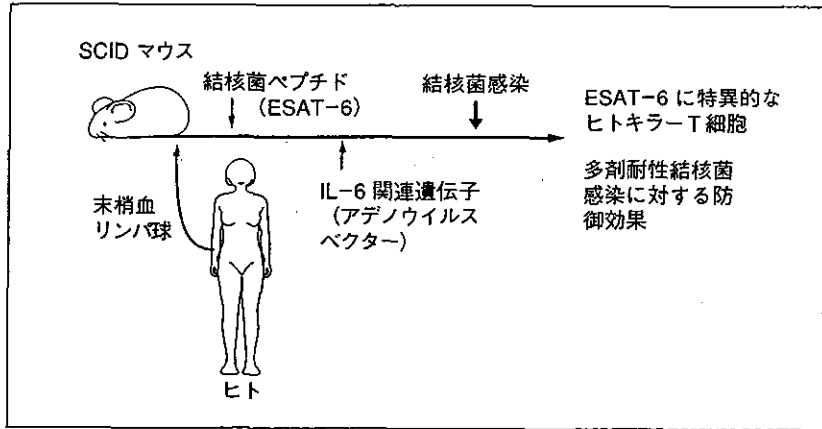 SCID マウス
結核菌ペプチド
（ESAT-6）
結核菌感染
ESAT-6 に特異的な
ヒトキラーT細胞
多剤耐性結核菌
感染に対する防
御効果
末梢血
リンパ球
IL-6 関連遺伝子
（アデノウイルス
ベクター）
ヒト